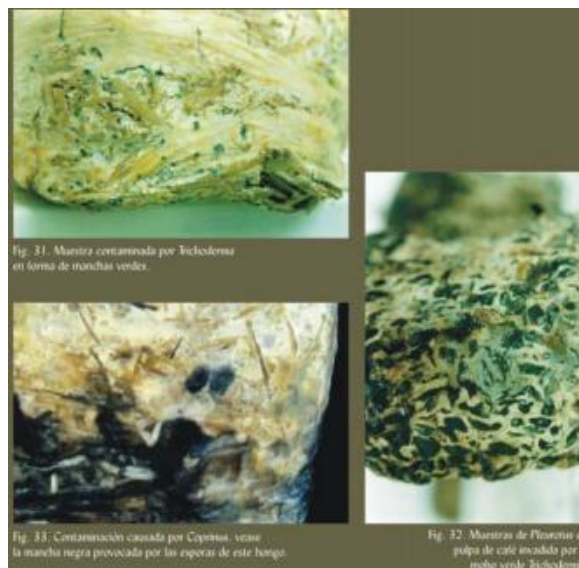 Fig. 31. Muestra contaminada por Trichoderma
en forma de manchas verdes.
Fig. 33. Contaminación causada por Coprinus, vease
la mancha negra provocada por las esporas de este hongo.
Fig. 32. Muestras de Pleurotus
pulpa de café invadida por
moho verde Trichoderm